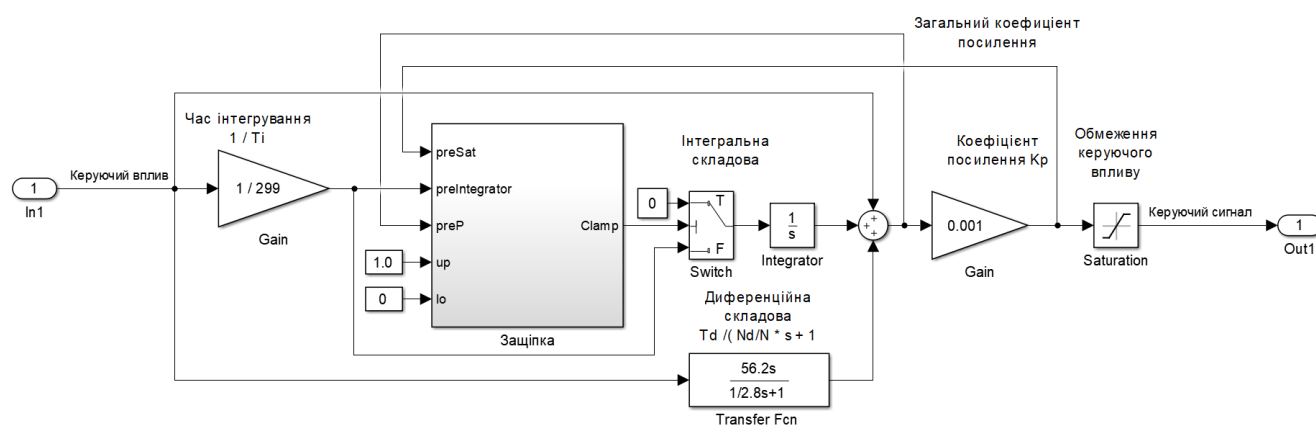 Загальний коефициєнт
посилення
Час інтегрування
1 / Ti
Інтегральна
складова
Коефіцієнт
посилення Kp
Обмеження
керуючого
впливу
preSat
preIntegrator
preP
up
lo
Clamp
Защіпка
1
In1
Керуючий вплив
1 / 299
Gain
1.0
0
0
T
F
Switch
1
s
Integrator
+
+
+
0.001
Gain
Saturation
Керуючий сигнал
1
Out1
Диференційна
складова
Td /( Nd/N * s + 1
56.2s
1/2.8s+1
Transfer Fcn